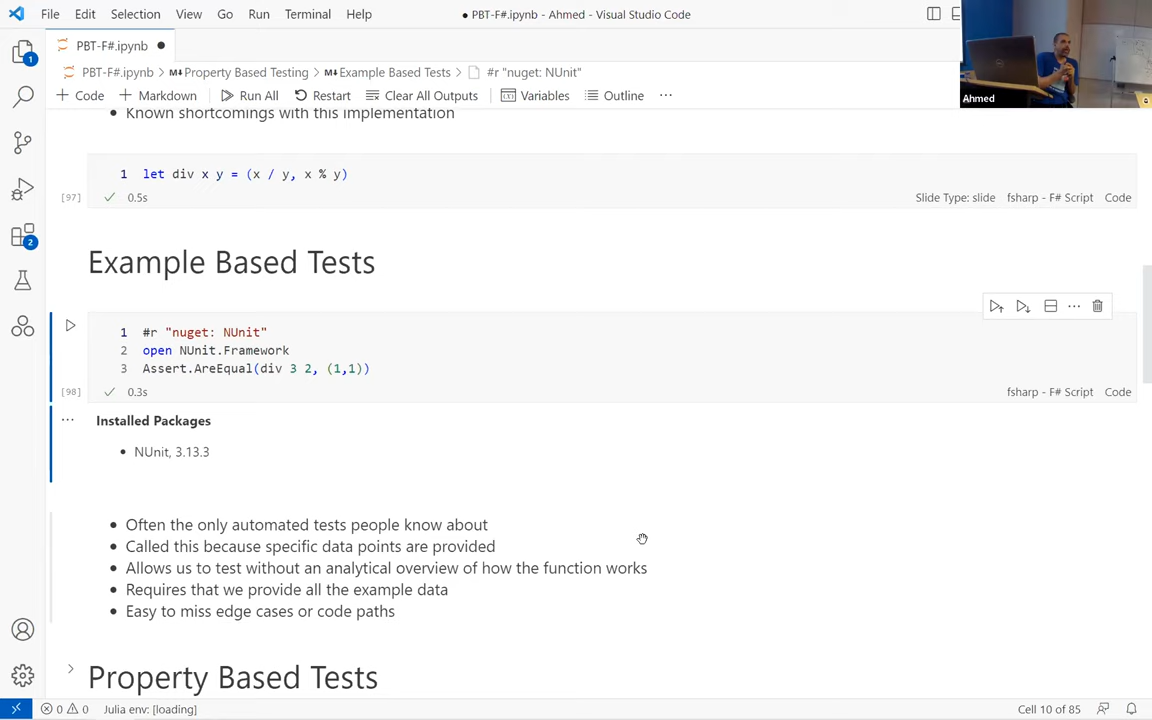 File Edit Selection View Go Run Terminal Help ● PBT-F#.ipynb - Ahmed - Visual Studio Code
PBT-F#.ipynb ●
PBT-F#.ipynb > M↓Property Based Testing > M↓Example Based Tests > #r "nuget: NUnit"
+ Code + Markdown Run All Restart Clear All Outputs Variables Outline ...
Ahmed
• Known shortcomings with this implementation
1 let div x y = (x / y, x % y)
[97] ✓ 0.5s Slide Type: slide fsharp - F# Script Code
Example Based Tests
1 #r "nuget: NUnit"
2 open NUnit.Framework
3 Assert.AreEqual(div 3 2, (1,1))
[98] ✓ 0.3s fsharp - F# Script Code
... Installed Packages
• NUnit, 3.13.3
• Often the only automated tests people know about
• Called this because specific data points are provided
• Allows us to test without an analytical overview of how the function works
• Requires that we provide all the example data
• Easy to miss edge cases or code paths
> Property Based Tests
0 0 Julia env: [loading] Cell 10 of 85
1
2